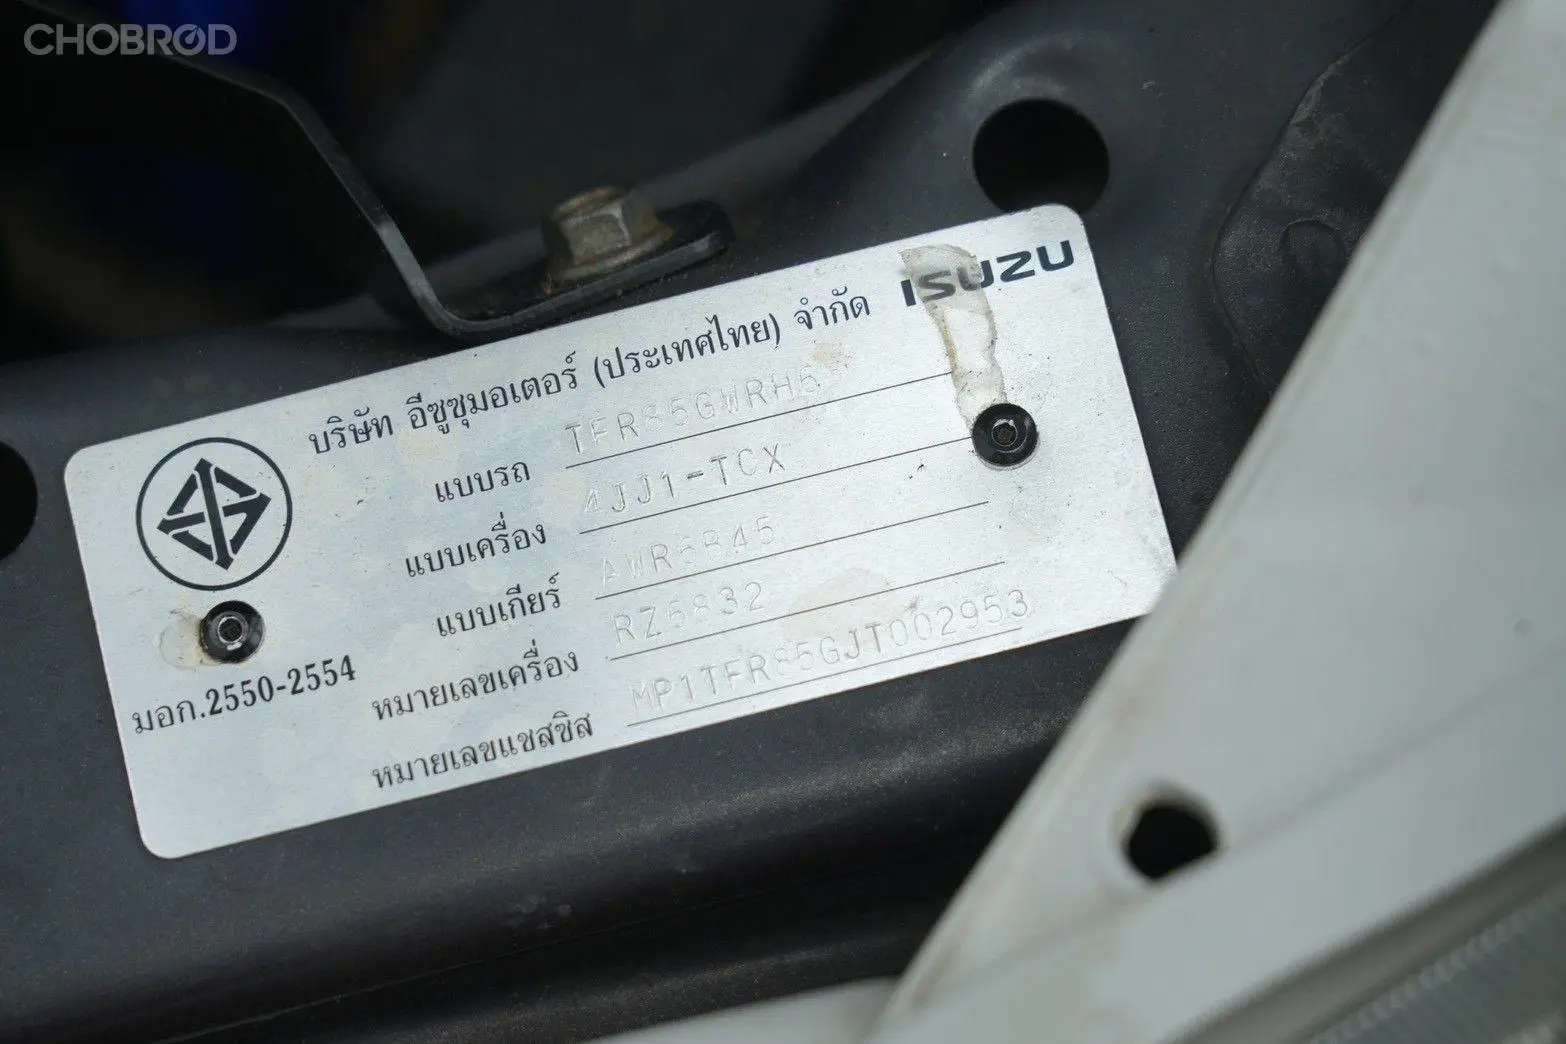 CHOBROD
ISUZU
บริษัท อีซูซุมอเตอร์ (ประเทศไทย) จำกัด
แบบรถ TFR85GWRH5
แบบเครื่อง 4JJ1-TCX
แบบเกียร์ AWR6B45
หมายเลขเครื่อง RZ6832
หมายเลขแชสซิส MP1TFR85GJT002953
มอก.2550-2554